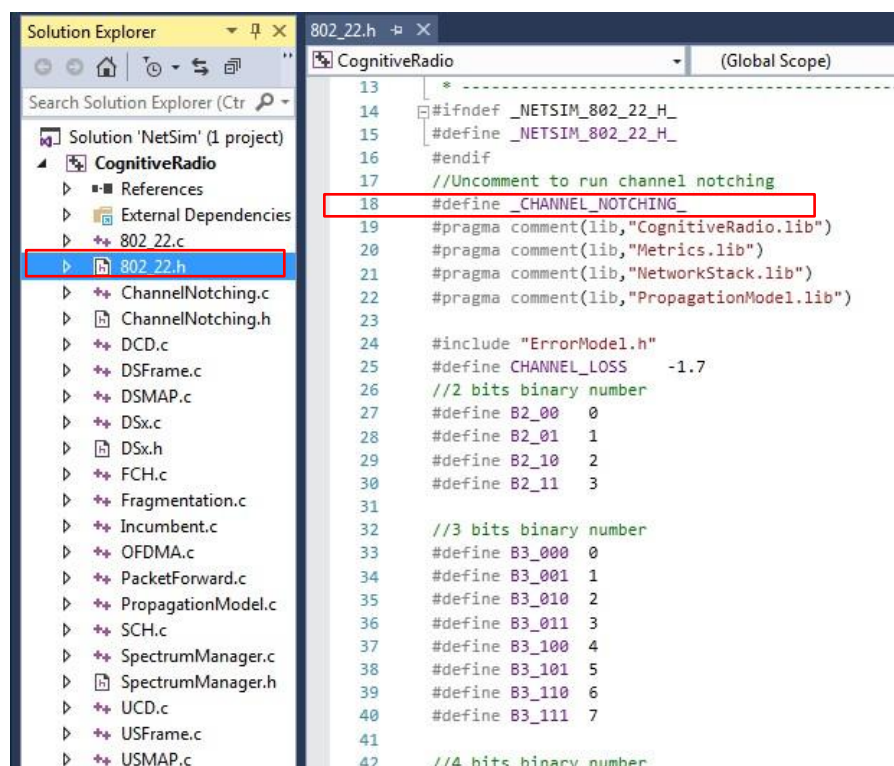 Solution Explorer
Search Solution Explorer (Ctr
Solution 'NetSim' (1 project)
CognitiveRadio
References
External Dependencies
802_22.c
802_22.h
ChannelNotching.c
ChannelNotching.h
DCD.c
DSFrame.c
DSMAP.c
DSx.c
DSx.h
FCH.c
Fragmentation.c
Incumbent.c
OFDMA.c
PacketForward.c
PropagationModel.c
SCH.c
SpectrumManager.c
SpectrumManager.h
UCD.c
USFrame.c
USMAP.c
802_22.h
CognitiveRadio (Global Scope)
13 * ------------------------------------------------
14 #ifndef _NETSIM_802_22_H_
15 #define _NETSIM_802_22_H_
16 #endif
17 //Uncomment to run channel notching
18 #define _CHANNEL_NOTCHING_
19 #pragma comment(lib,"CognitiveRadio.lib")
20 #pragma comment(lib,"Metrics.lib")
21 #pragma comment(lib,"NetworkStack.lib")
22 #pragma comment(lib,"PropagationModel.lib")
23
24 #include "ErrorModel.h"
25 #define CHANNEL_LOSS -1.7
26 //2 bits binary number
27 #define B2_00 0
28 #define B2_01 1
29 #define B2_10 2
30 #define B2_11 3
31
32 //3 bits binary number
33 #define B3_000 0
34 #define B3_001 1
35 #define B3_010 2
36 #define B3_011 3
37 #define B3_100 4
38 #define B3_101 5
39 #define B3_110 6
40 #define B3_111 7
41
42 //4 bits binary number